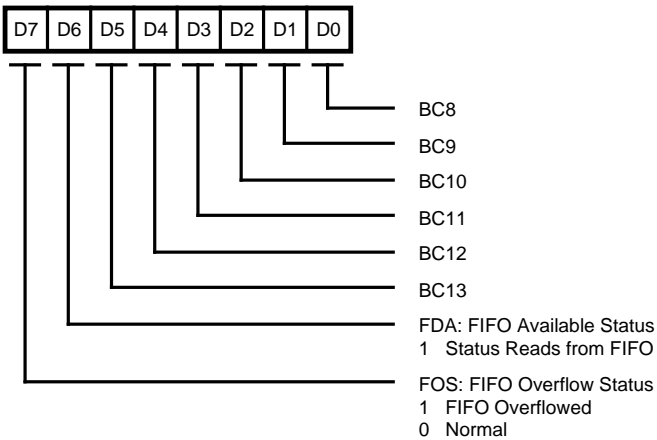 D7 D6 D5 D4 D3 D2 D1 D0
BC8
BC9
BC10
BC11
BC12
BC13
FDA: FIFO Available Status
1 Status Reads from FIFO
FOS: FIFO Overflow Status
1 FIFO Overflowed
0 Normal